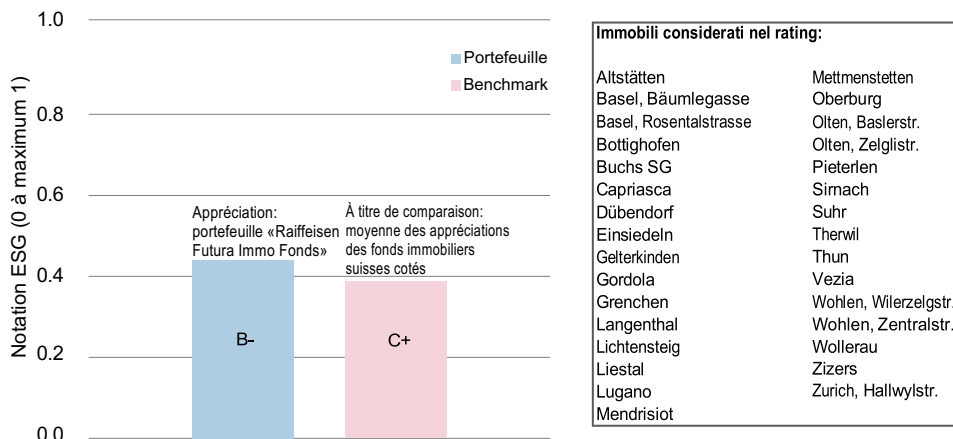 Notation ESG (0 à maximum 1)
1.0
0.8
0.6
0.4
0.2
0.0
Portefeuille
Benchmark
Appréciation:
portefeuille «Raiffeisen
Futura Immo Fonds»
À titre de comparaison:
moyenne des appréciations
des fonds immobiliers
suisses cotés
B-
C+
Immobili considerati nel rating:
Altstätten
Basel, Bäumlegasse
Basel, Rosentalstrasse
Bottighofen
Buchs SG
Capriasca
Dübendorf
Einsiedeln
Gelterkinden
Gordola
Grenchen
Langenthal
Lichtensteig
Liestal
Lugano
Mendrisiot
Mettmenstetten
Oberburg
Olten, Baslerstr.
Olten, Zelglistr.
Pieterlen
Sirnach
Suhr
Therwil
Thun
Vezia
Wohlen, Wilerzelgstr.
Wohlen, Zentralstr.
Wollerau
Zizers
Zurich, Hallwylstr.